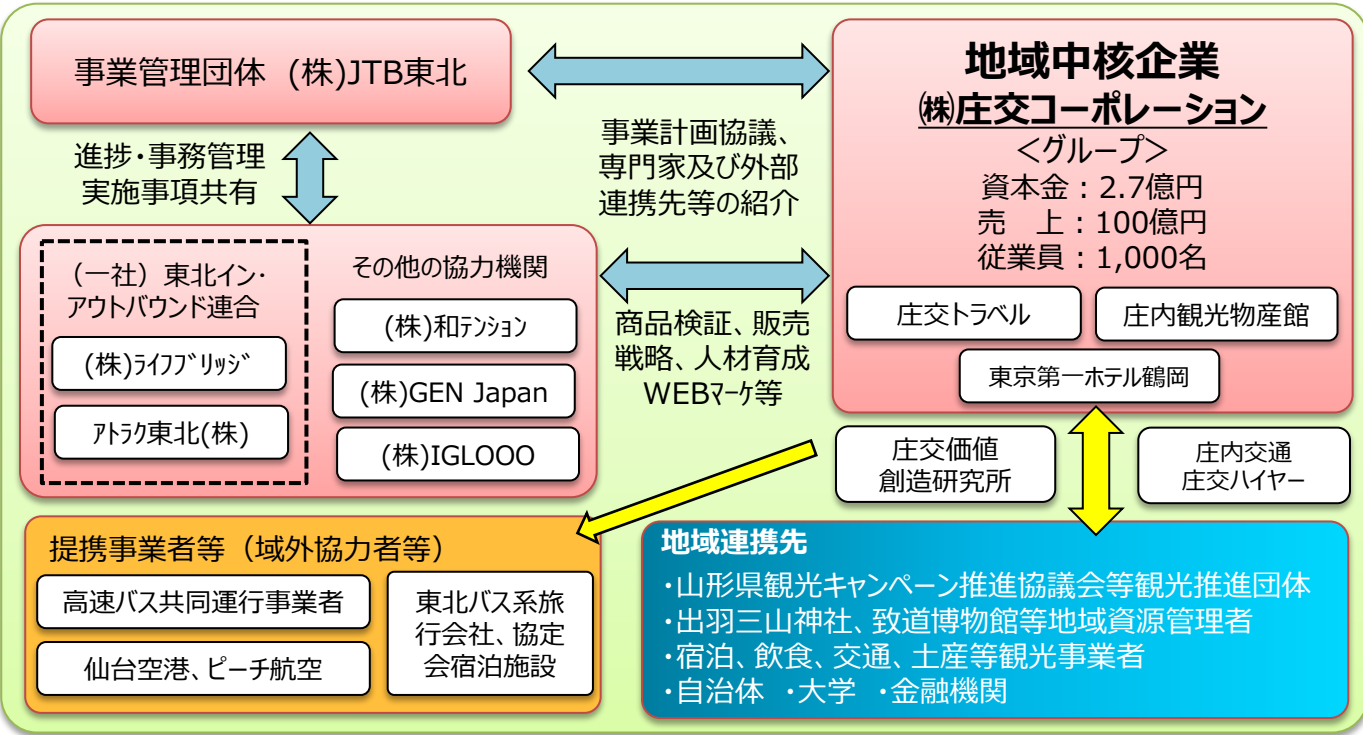 事業管理団体 (株)JTB東北
進捗・事務管理
実施事項共有
事業計画協議、
専門家及び外部
連携先等の紹介
地域中核企業
㈱庄交コーポレーション
＜グループ＞
資本金：2.7億円
売　上：100億円
従業員：1,000名
庄交トラベル
庄内観光物産館
東京第一ホテル鶴岡
庄交価値
創造研究所
庄内交通
庄交ハイヤー
（一社）東北イン・
アウトバウンド連合
(株)ﾗｲﾌﾌﾞﾘｯｼﾞ
ｱﾄﾗｸ東北(株)
その他の協力機関
(株)和ﾃﾝｼｮﾝ
(株)GEN Japan
(株)IGLOOO
商品検証、販売
戦略、人材育成
WEBﾏｰｹ等
提携事業者等（域外協力者等）
高速バス共同運行事業者
仙台空港、ピーチ航空
東北バス系旅
行会社、協定
会宿泊施設
地域連携先
・山形県観光キャンペーン推進協議会等観光推進団体
・出羽三山神社、致道博物館等地域資源管理者
・宿泊、飲食、交通、土産等観光事業者
・自治体 ・大学 ・金融機関